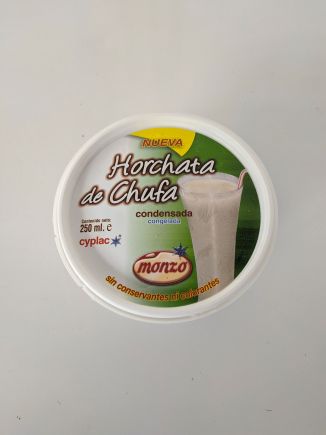 NUEVA
Horchata
de Chufa
condensada
congelada
Contenido neto:
250 ml. e
cyplac
monzo
sin conservantes ni colorantes